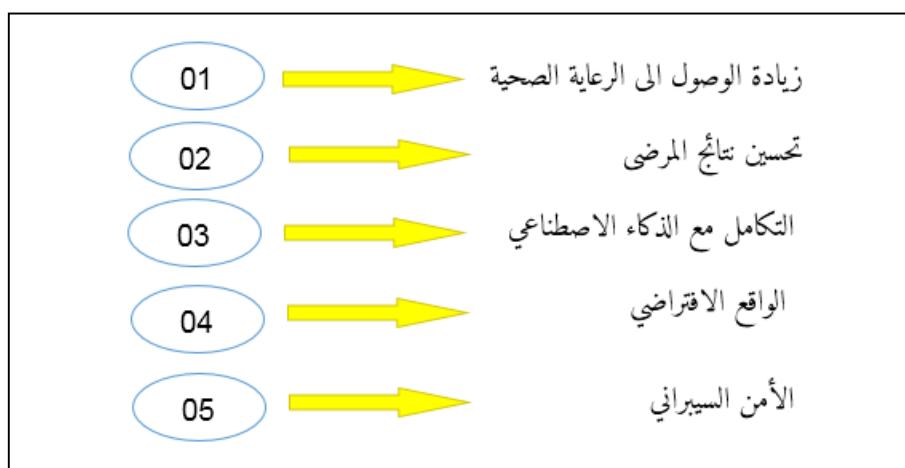 01 زيادة الوصول الى الرعاية الصحية
02 تحسين نتائج المرضى
03 التكامل مع الذكاء الاصطناعي
04 الواقع الافتراضي
05 الأمن السيبراني